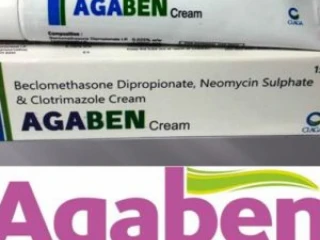 AGABEN Cream
Composition :
Beclomethasone Dipropionate, Neomycin Sulphate
& Clotrimazole Cream
AGABEN Cream
Agaben